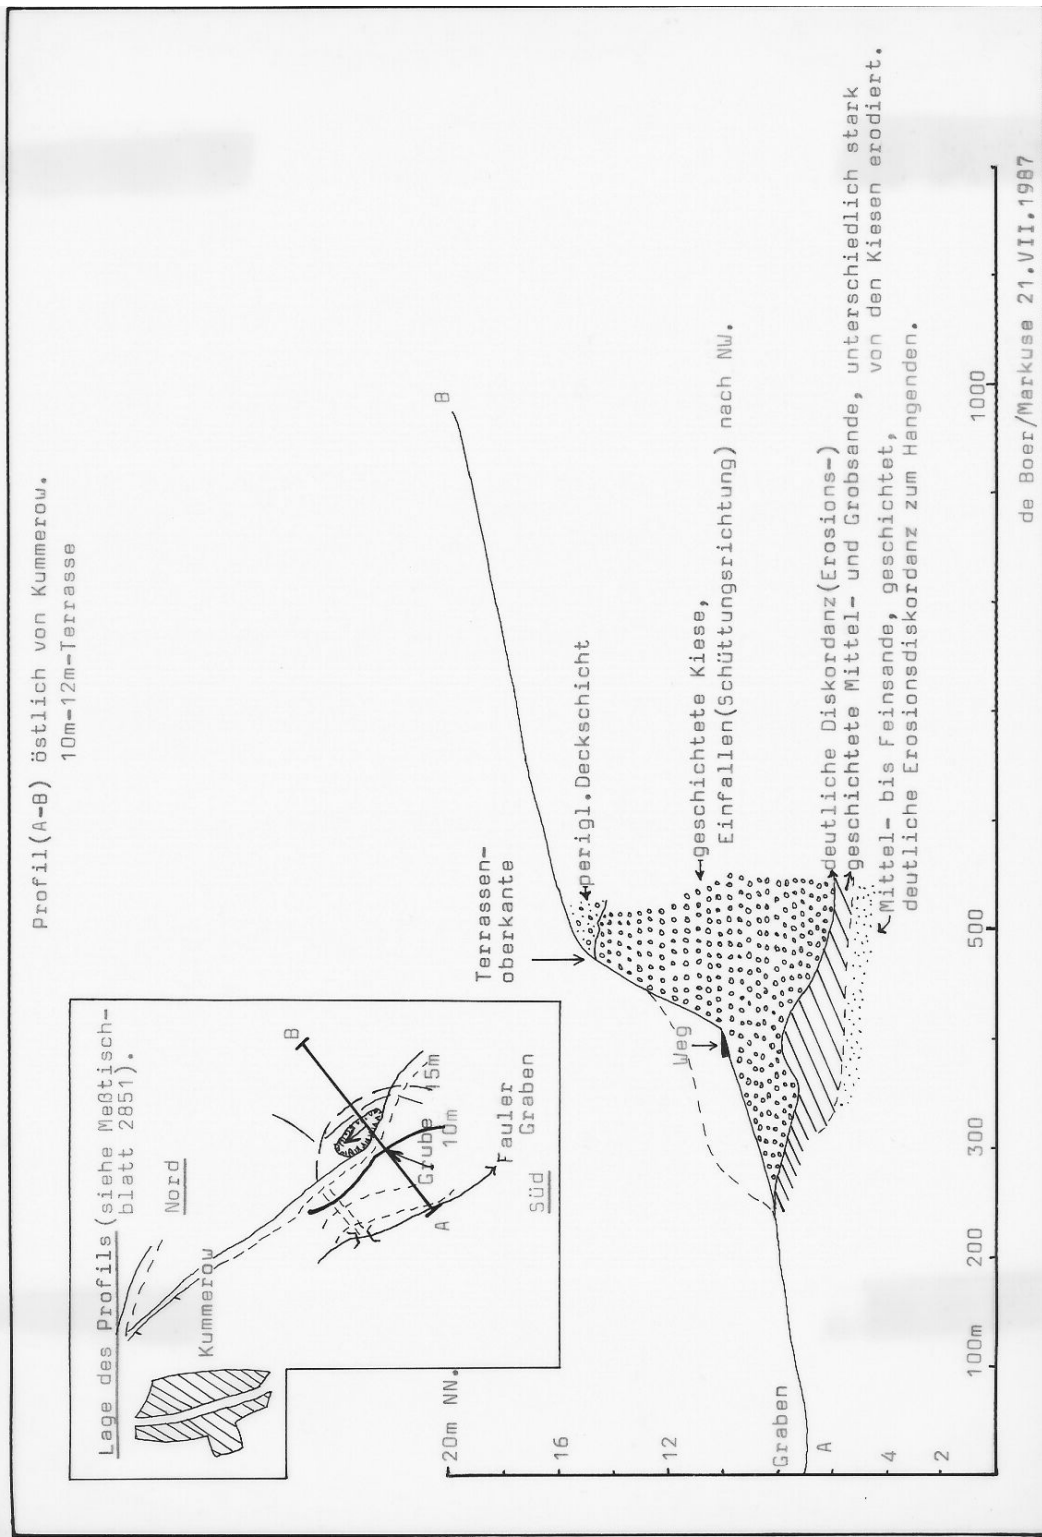 Profil(A-B) östlich von Kummerow.
10m-12m-Terrasse
Lage des Profils (siehe Meßtisch-
blatt 2851).
Nord
Kummerow
B
15m
10m
Grube
A
Fauler
Graben
Süd
Terrassen-
oberkante
perigl.Deckschicht
B
Weg
geschichtete Kiese,
Einfallen(Schüttungsrichtung) nach NW.
deutliche Diskordanz(Erosions-)
geschichtete Mittel- und Grobsande, unterschiedlich stark
von den Kiesen erodiert.
Mittel- bis Feinsande, geschichtet,
deutliche Erosionsdiskordanz zum Hangenden.
20m NN.
16
12
Graben
A
4
2
100m
200
300
500
1000
de Boer/Markuse 21.VII.1987